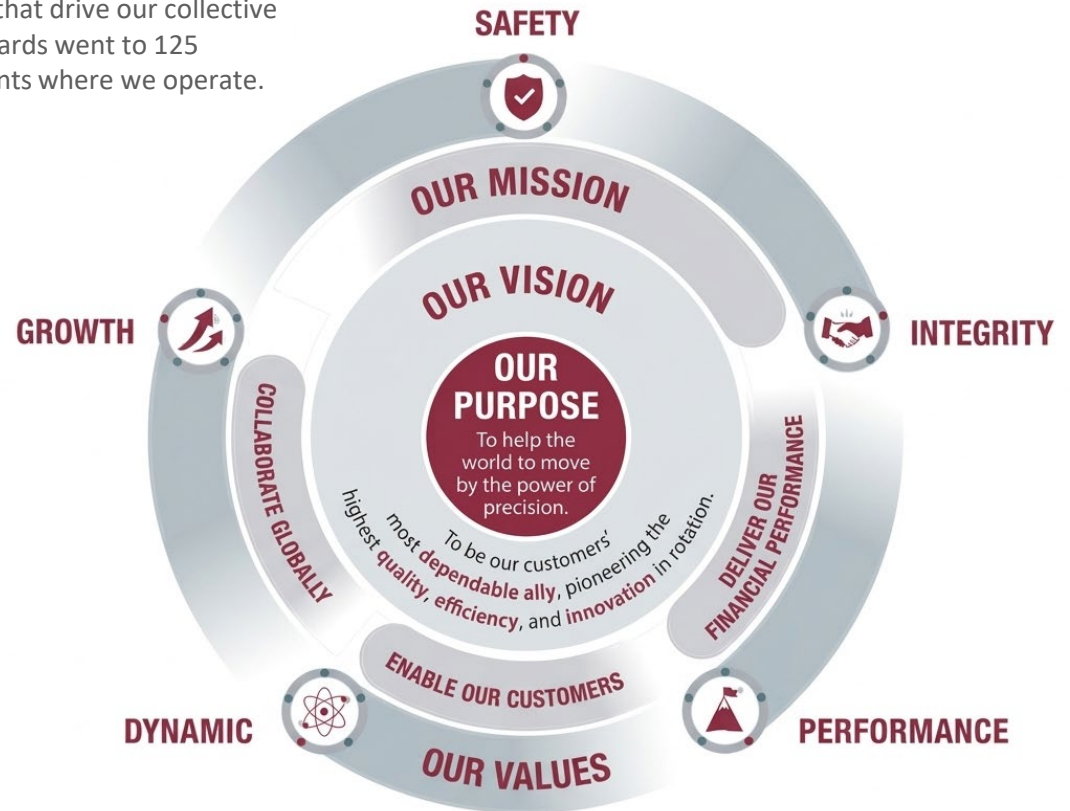 that drive our collective
ards went to 125
nts where we operate.
SAFETY
OUR MISSION
OUR VISION
GROWTH
INTEGRITY
OUR
PURPOSE
To help the
world to move
by the power of
precision.
COLLABORATE GLOBALLY
DELIVER OUR
FINANCIAL PERFORMANCE
To be our customers’
most dependable ally, pioneering the
highest quality, efficiency, and innovation in rotation.
ENABLE OUR CUSTOMERS
DYNAMIC
PERFORMANCE
OUR VALUES